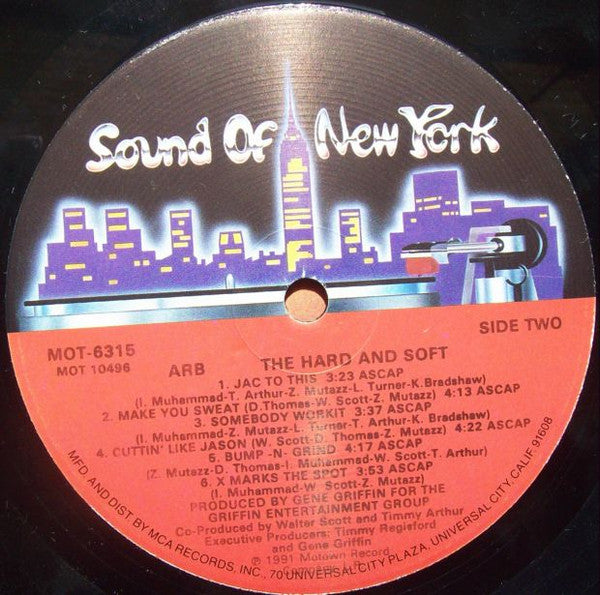 Sound Of New York
SIDE TWO
MOT-6315
MOT 10496
ARB
THE HARD AND SOFT
1. JAC TO THIS 3:23 ASCAP
(I. Muhammad-T. Arthur-Z. Mutazz-L. Turner-K. Bradshaw)
2. MAKE YOU SWEAT (D. Thomas-W. Scott-Z. Mutazz) 4:13 ASCAP
3. SOMEBODY WORKIT 3:37 ASCAP
(I. Muhammad-Z. Mutazz-L. Turner-T. Arthur-K. Bradshaw)
4. CUTTIN' LIKE JASON (W. Scott-D. Thomas-Z. Mutazz) 4:22 ASCAP
5. BUMP -N- GRIND 4:17 ASCAP
(Z. Mutazz-D. Thomas-I. Muhammad-W. Scott-T. Arthur)
6. X MARKS THE SPOT 3:53 ASCAP
(I. Muhammad-W. Scott-Z. Mutazz)
PRODUCED BY GENE GRIFFIN FOR THE
GRIFFIN ENTERTAINMENT GROUP
Co-Produced by Walter Scott and Timmy Arthur
Executive Producers: Timmy Regisford
and Gene Griffin
℗ 1991 Motown Record
Company, L.P.
MFD. AND DIST. BY MCA RECORDS, INC., 70 UNIVERSAL CITY PLAZA, UNIVERSAL CITY, CALIF. 91608